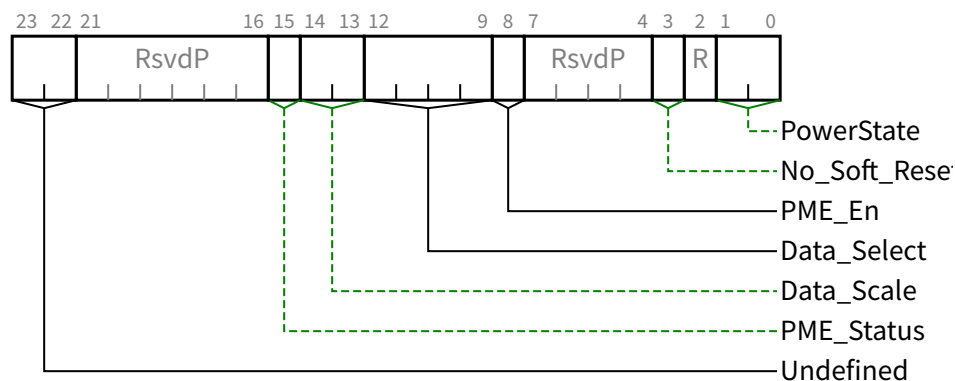 23 22 21 16 15 14 13 12 9 8 7 4 3 2 1 0
RsvdP RsvdP R
PowerState
No_Soft_Reset
PME_En
Data_Select
Data_Scale
PME_Status
Undefined